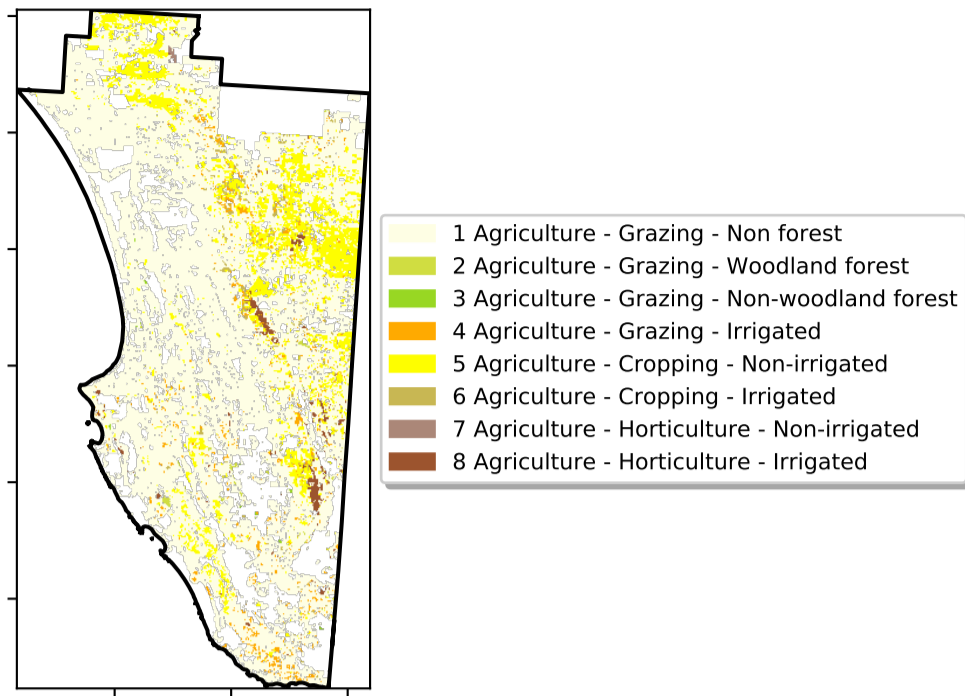 1 Agriculture - Grazing - Non forest
2 Agriculture - Grazing - Woodland forest
3 Agriculture - Grazing - Non-woodland forest
4 Agriculture - Grazing - Irrigated
5 Agriculture - Cropping - Non-irrigated
6 Agriculture - Cropping - Irrigated
7 Agriculture - Horticulture - Non-irrigated
8 Agriculture - Horticulture - Irrigated